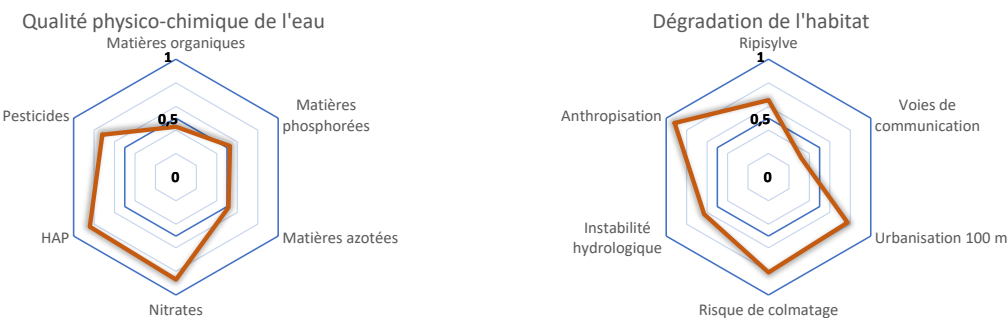 Qualité physico-chimique de l'eau
Matières organiques
1
Matières
phosphorées
Pesticides
0,5
0
HAP
Matières azotées
Nitrates
Dégradation de l'habitat
Ripisylve
1
Voies de
communication
Anthropisation
0,5
0
Instabilité
hydrologique
Urbanisation 100 m
Risque de colmatage